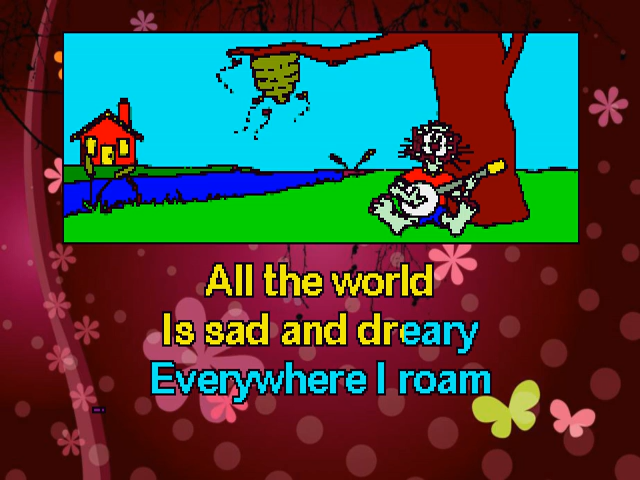 All the world
Is sad and dreary
Everywhere I roam